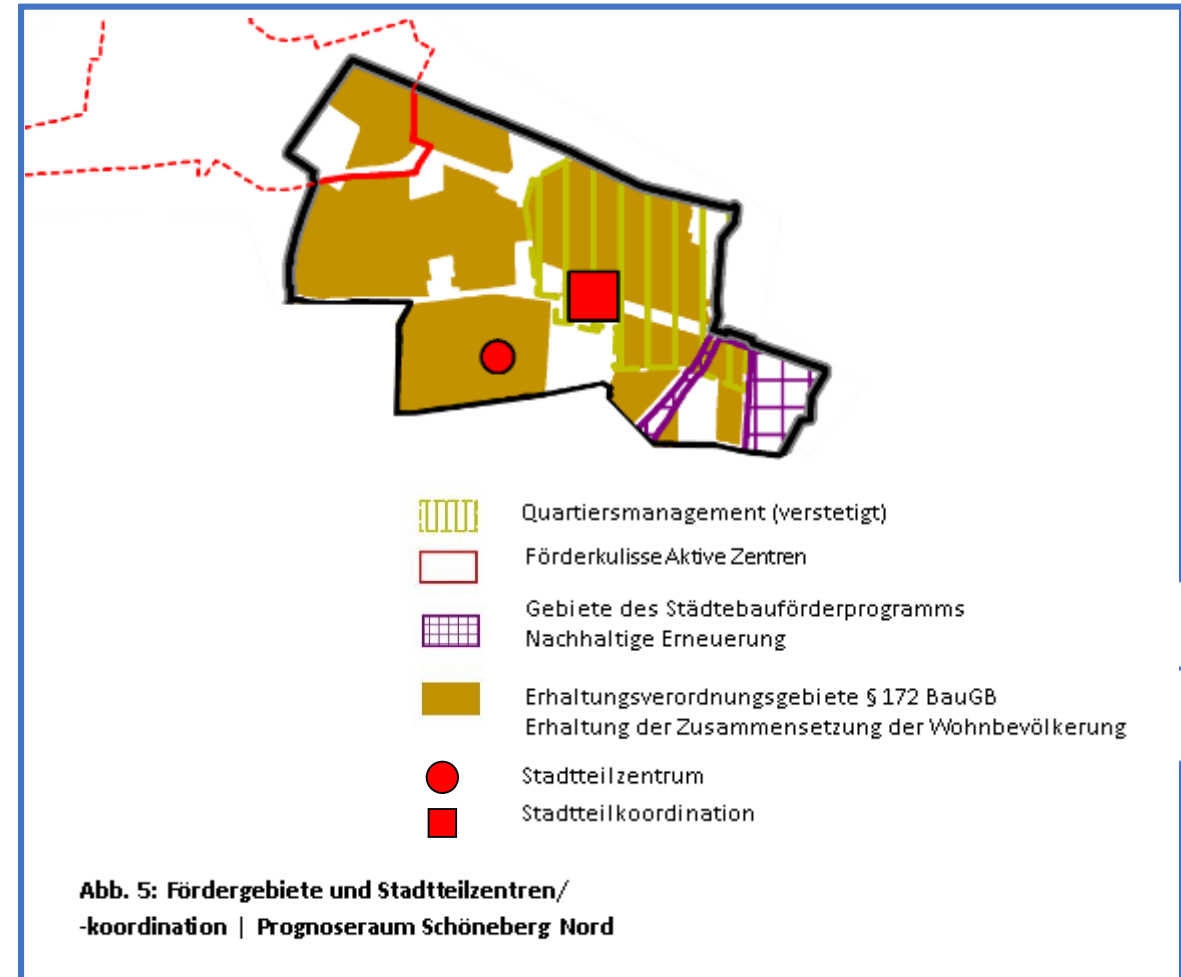 Quartiersmanagement (verstetigt)
Förderkulisse Aktive Zentren
Gebiete des Städtebauförderprogramms
Nachhaltige Erneuerung
Erhaltungsverordnungsgebiete § 172 BauGB
Erhaltung der Zusammensetzung der Wohnbevölkerung
Stadtteilzentrum
Stadtteilkoordination
Abb. 5: Fördergebiete und Stadtteilzentren/
-koordination | Prognoseraum Schöneberg Nord